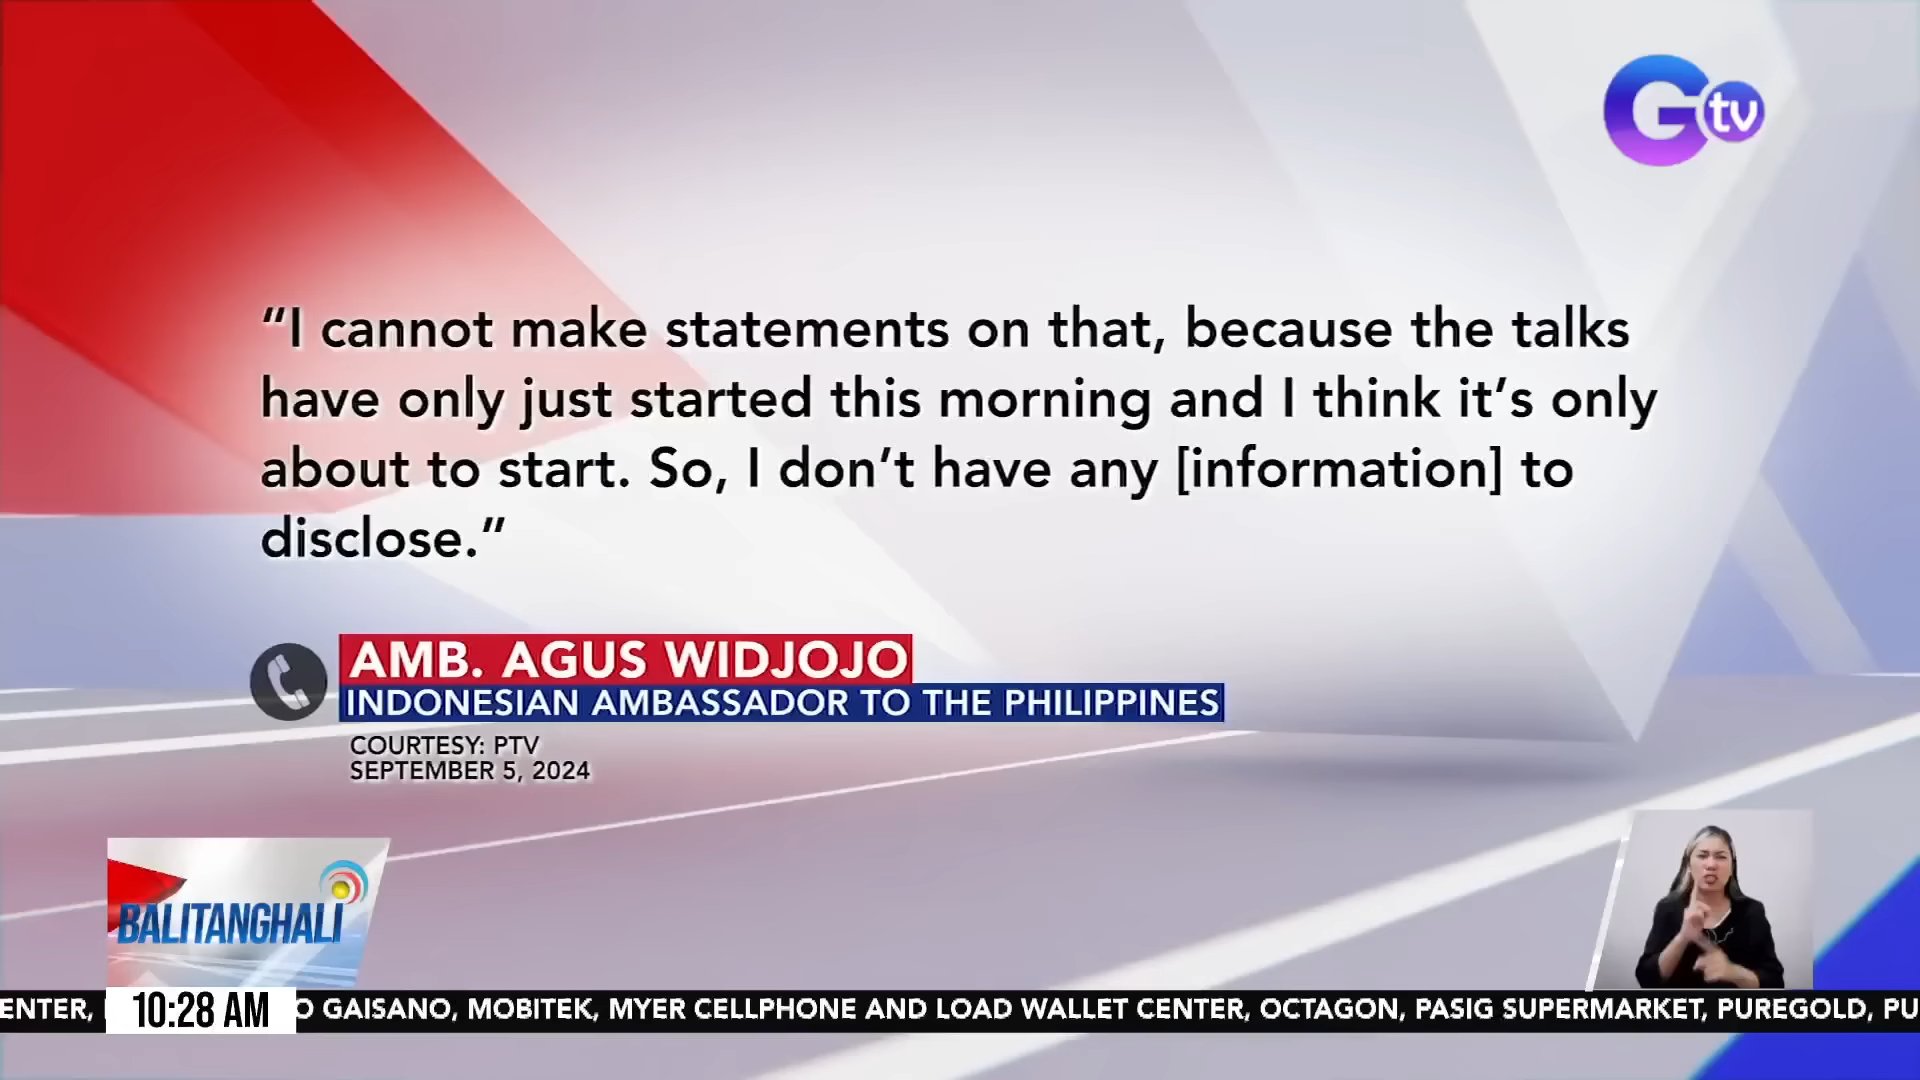 G tv
“I cannot make statements on that, because the talks
have only just started this morning and I think it’s only
about to start. So, I don’t have any [information] to
disclose.”
AMB. AGUS WIDJOJO
INDONESIAN AMBASSADOR TO THE PHILIPPINES
COURTESY: PTV
SEPTEMBER 5, 2024
BALITANGHALI
10:28 AM
ENTER, O GAISANO, MOBITEK, MYER CELLPHONE AND LOAD WALLET CENTER, OCTAGON, PASIG SUPERMARKET, PUREGOLD, PU